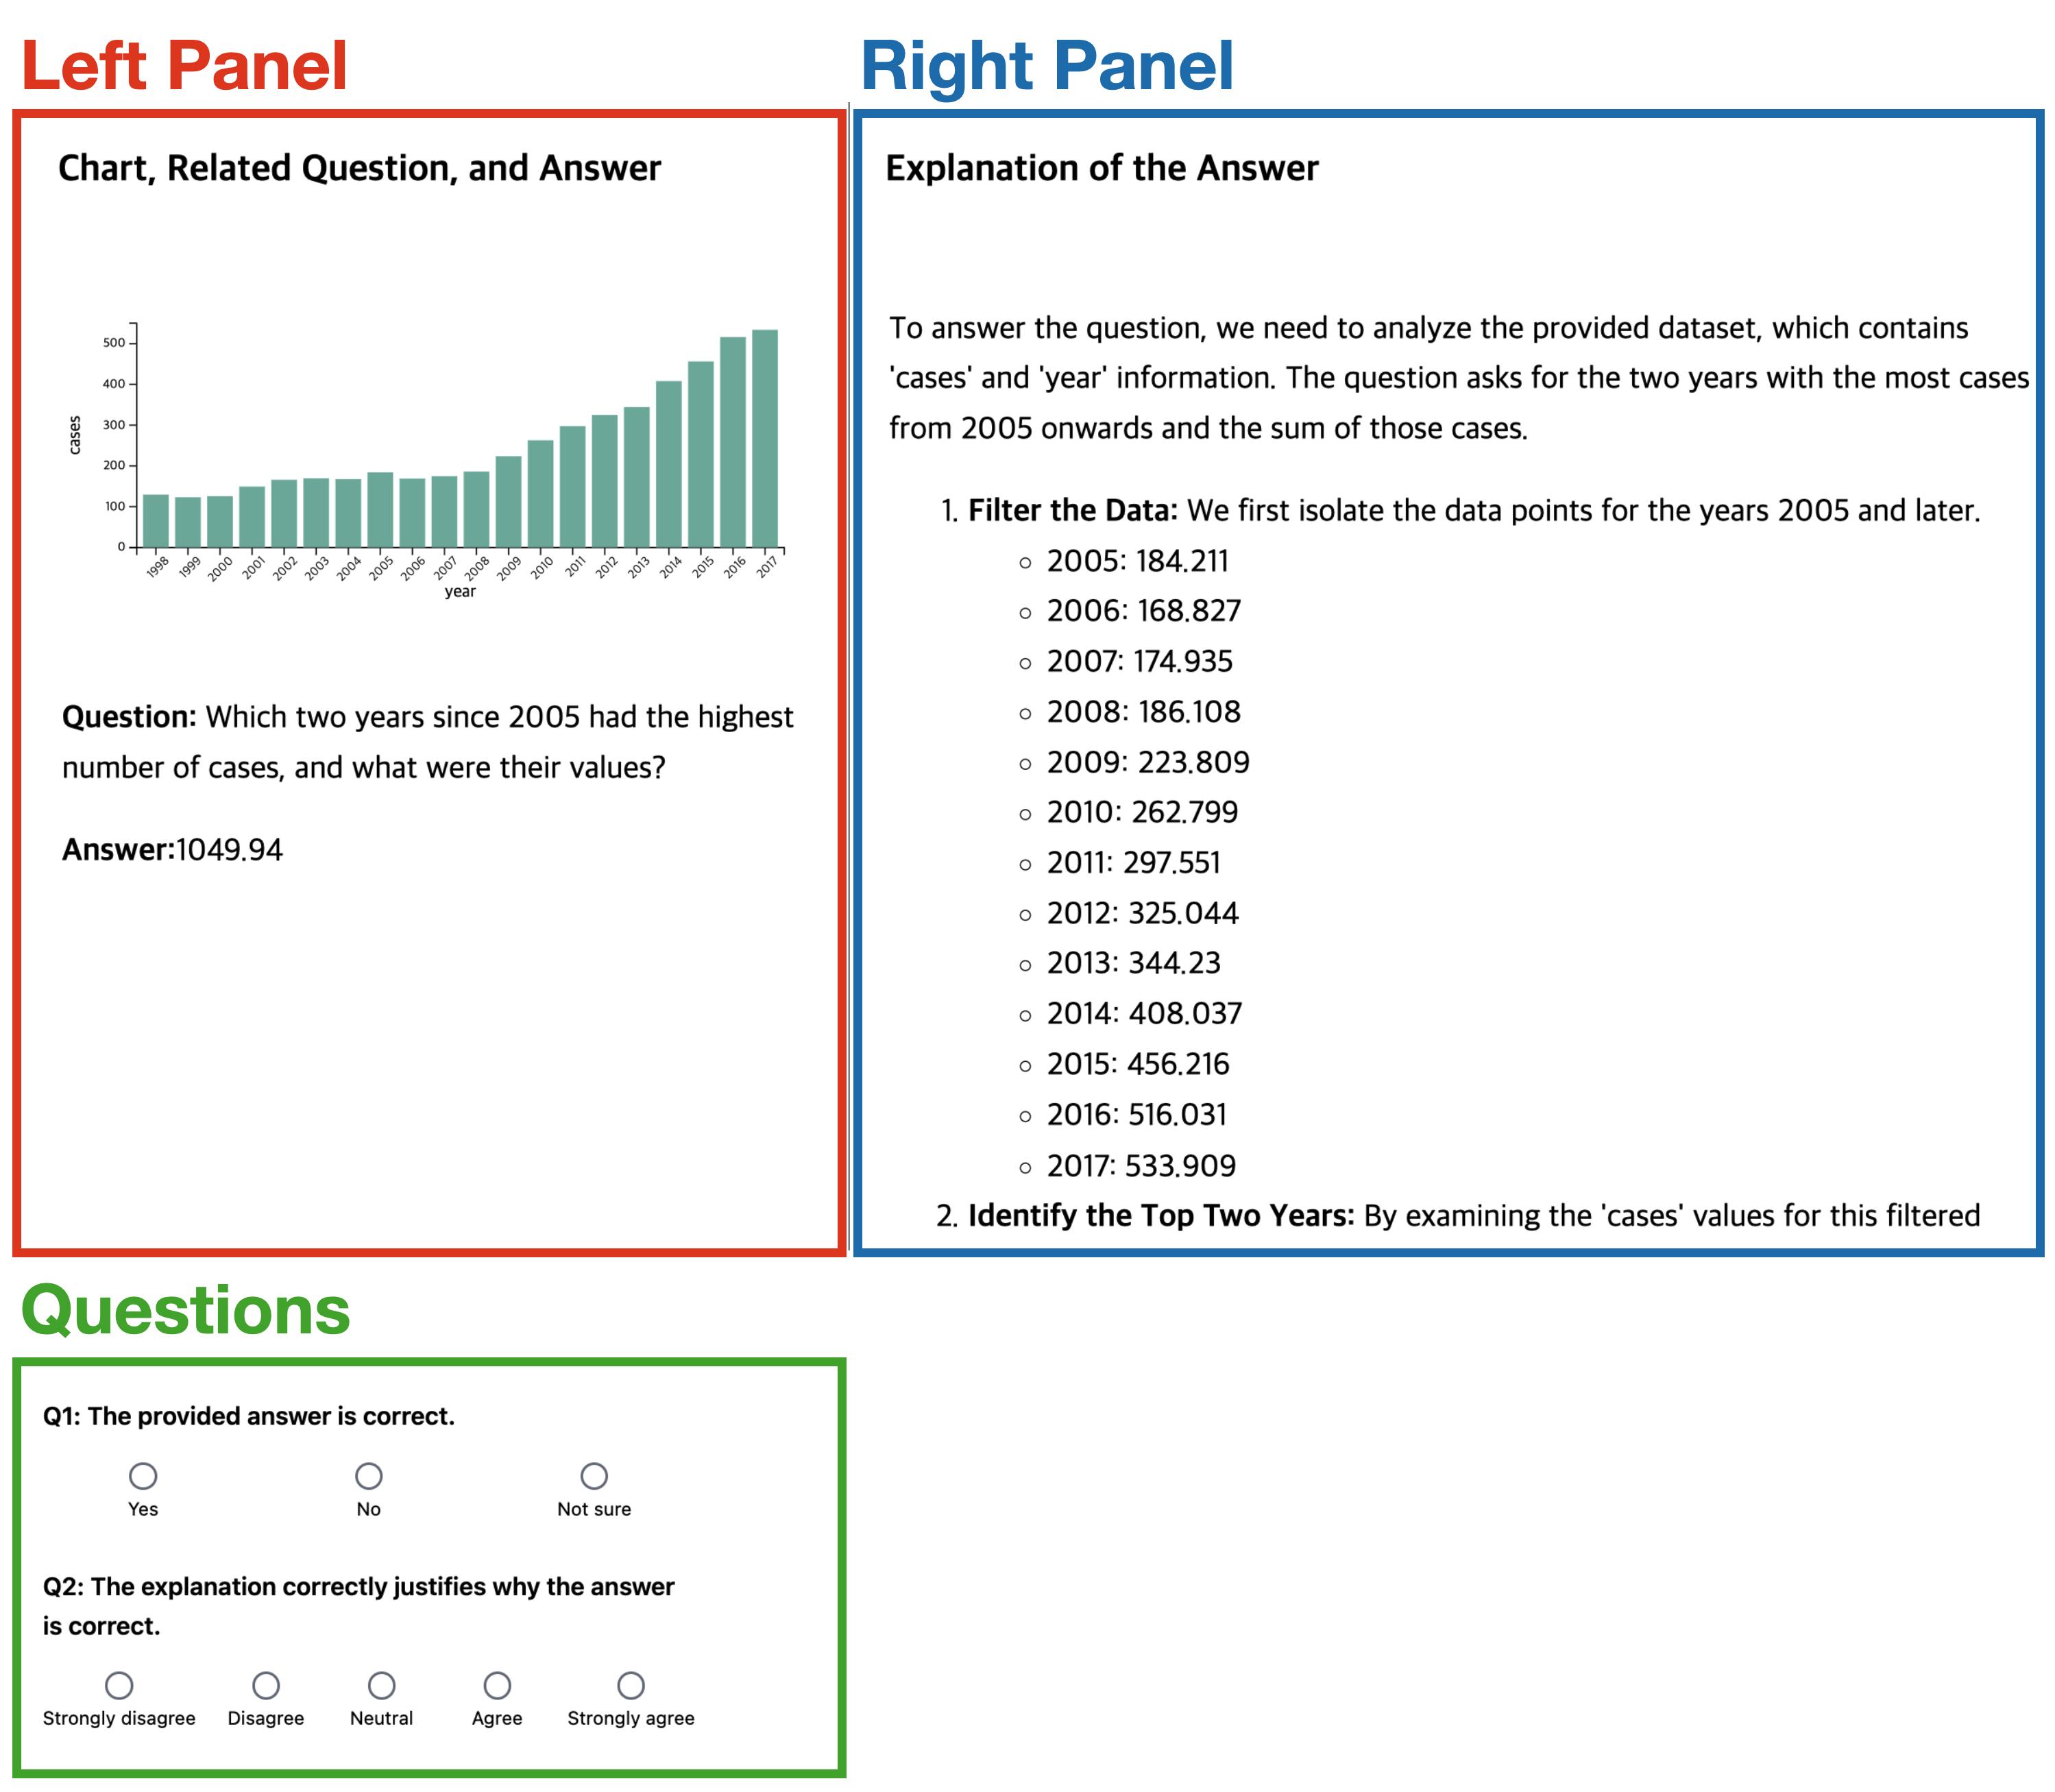 Left Panel
Chart, Related Question, and Answer
500
400
300
200
100
0
cases
1998
1999
2000
2001
2002
2003
2004
2005
2006
2007
2008
2009
2010
2011
2012
2013
2014
2015
2016
2017
year
Question: Which two years since 2005 had the highest
number of cases, and what were their values?
Answer:1049.94
Right Panel
Explanation of the Answer
To answer the question, we need to analyze the provided dataset, which contains
'cases' and 'year' information. The question asks for the two years with the most cases
from 2005 onwards and the sum of those cases.
1. Filter the Data: We first isolate the data points for the years 2005 and later.
2005: 184.211
2006: 168.827
2007: 174.935
2008: 186.108
2009: 223.809
2010: 262.799
2011: 297.551
2012: 325.044
2013: 344.23
2014: 408.037
2015: 456.216
2016: 516.031
2017: 533.909
2. Identify the Top Two Years: By examining the 'cases' values for this filtered
Questions
Q1: The provided answer is correct.
Yes No Not sure
Q2: The explanation correctly justifies why the answer
is correct.
Strongly disagree Disagree Neutral Agree Strongly agree